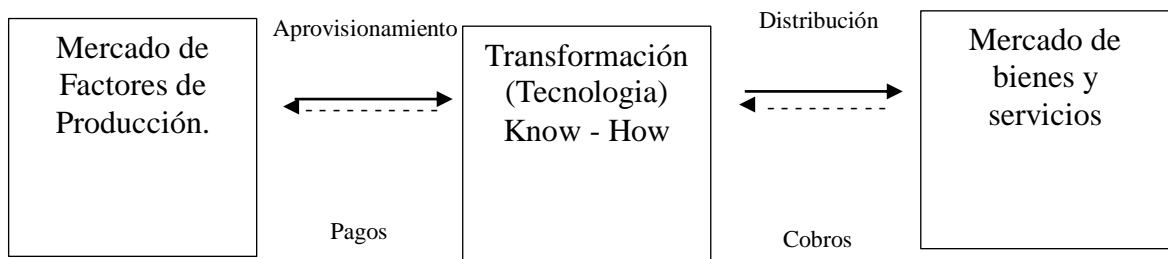 Mercado de
Factores de
Producción.
Aprovisionamiento
Pagos
Transformación
(Tecnologia)
Know - How
Distribución
Cobros
Mercado de
bienes y
servicios